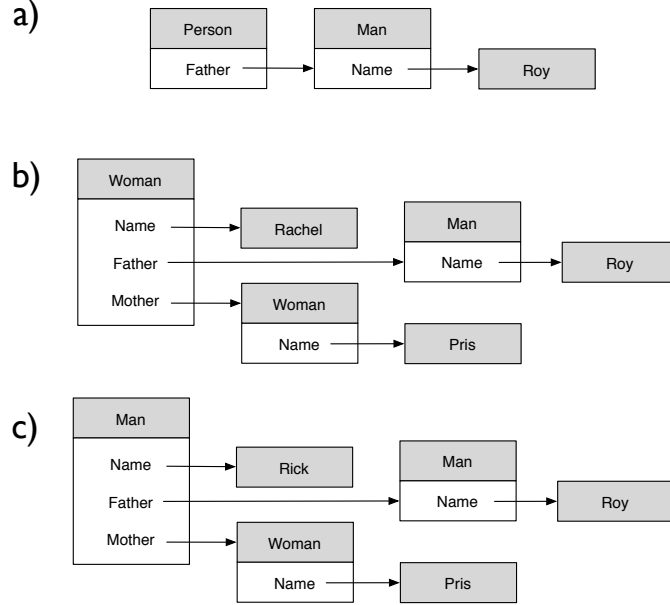 a)
Person Man
Father Name Roy
b)
Woman
Name Rachel Man
Father Name Roy
Mother Woman
Name Pris
c)
Man
Name Rick Man
Father Name Roy
Mother Woman
Name Pris